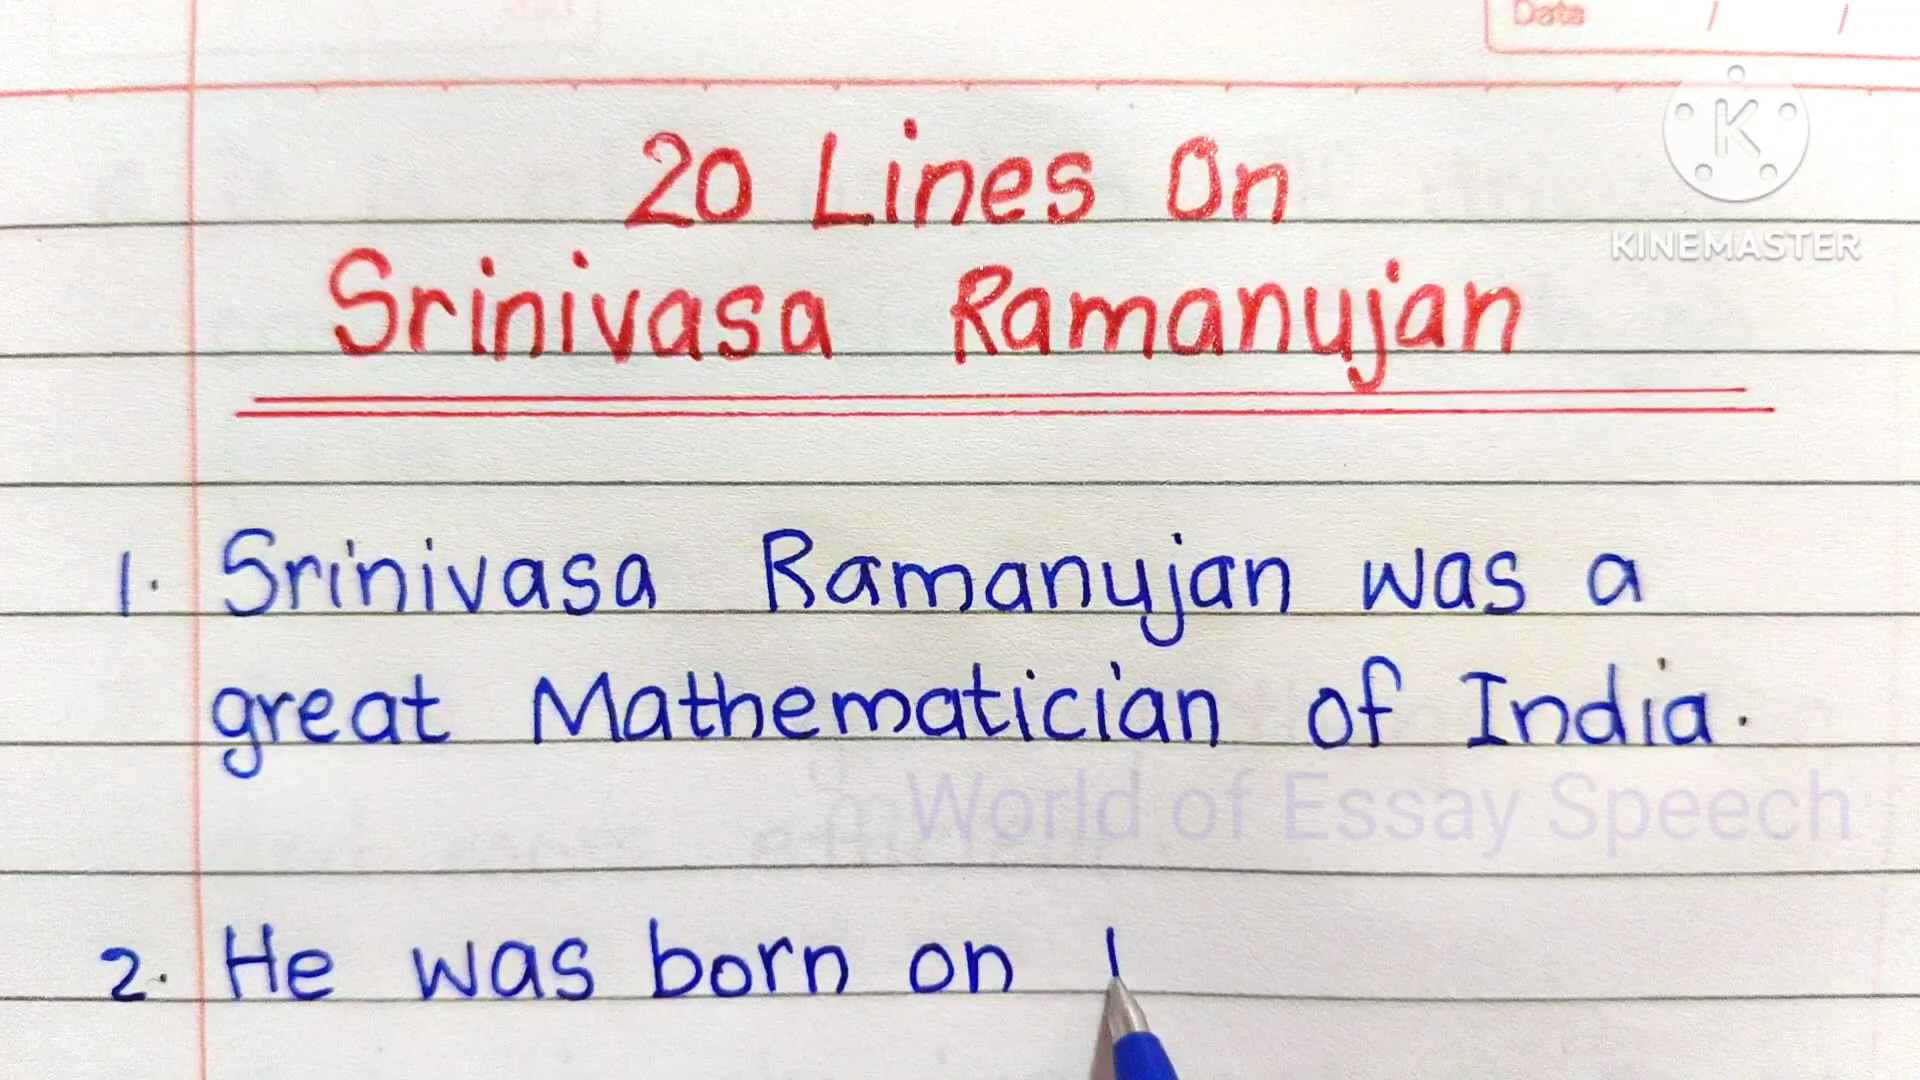 Date / /
K
KINEMASTER
20 Lines On
Srinivasa Ramanujan
1. Srinivasa Ramanujan was a
great Mathematician of India.
World of Essay Speech
2. He was born on